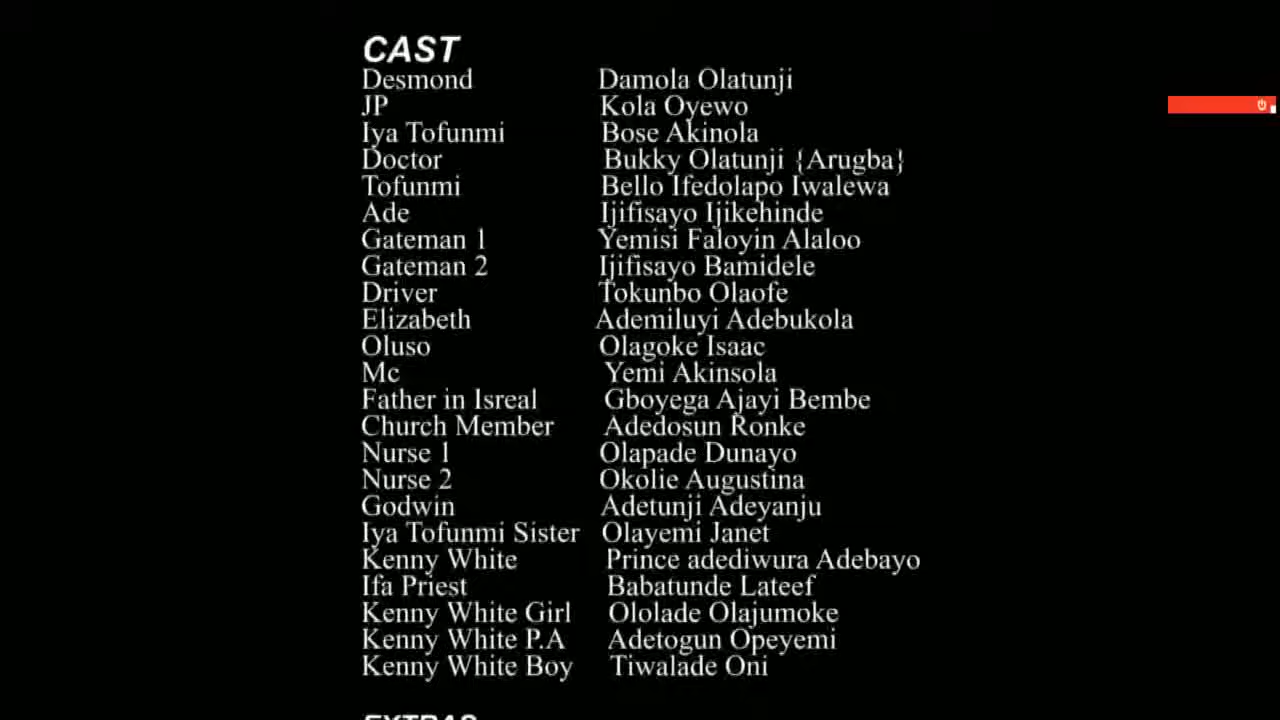 CAST
Desmond Damola Olatunji
JP Kola Oyewo
Iya Tofunmi Bose Akinola
Doctor Bukky Olatunji {Arugba}
Tofunmi Bello Ifedolapo Iwalewa
Ade Ijifisayo Ijikehinde
Gateman 1 Yemisi Faloyin Alaloo
Gateman 2 Ijifisayo Bamidele
Driver Tokunbo Olaofe
Elizabeth Ademiluyi Adebukola
Oluso Olagoke Isaac
Mc Yemi Akinsola
Father in Isreal Gboyega Ajayi Bembe
Church Member Adedosun Ronke
Nurse 1 Olapade Dunayo
Nurse 2 Okolie Augustina
Godwin Adetunji Adeyanju
Iya Tofunmi Sister Olayemi Janet
Kenny White Prince adediwura Adebayo
Ifa Priest Babatunde Lateef
Kenny White Girl Ololade Olajumoke
Kenny White P.A Adetogun Opeyemi
Kenny White Boy Tiwalade Oni
EXTRAS